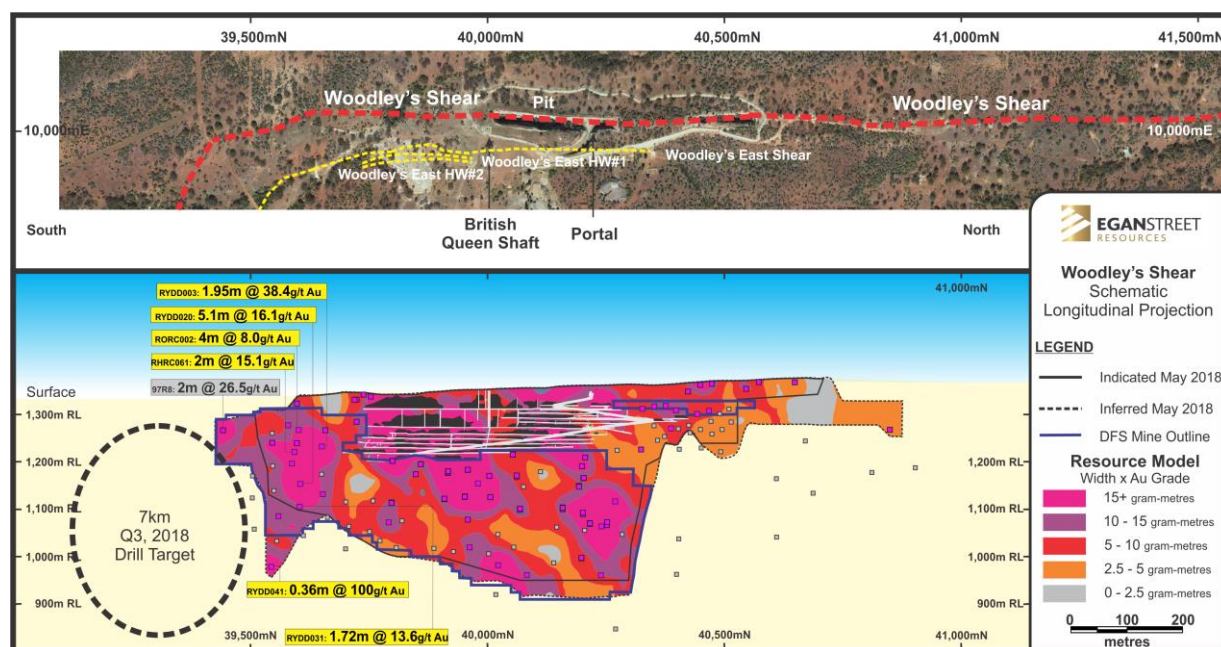 39,500mN
40,000mN
40,500mN
41,000mN
41,500mN
Woodley's Shear
Pit
Woodley's Shear
10,000mE
10,000mE
Woodley's East HW#1
Woodley's East Shear
Woodley's East HW#2
South
British
Queen Shaft
Portal
North
EGANSTREET
RESOURCES
Woodley's Shear
Schematic
Longitudinal Projection
LEGEND
Indicated May 2018
Inferred May 2018
DFS Mine Outline
Resource Model
Width x Au Grade
15+ gram-metres
10 - 15 gram-metres
5 - 10 gram-metres
2.5 - 5 gram-metres
0 - 2.5 gram-metres
0 100 200
metres
40,000mN
41,000mN
RYDD003: 1.95m @ 38.4g/t Au
RYDD020: 5.1m @ 16.1g/t Au
RORC002: 4m @ 8.0g/t Au
RHRC061: 2m @ 15.1g/t Au
97R8: 2m @ 26.5g/t Au
Surface
1,300m RL
1,200m RL
1,100m RL
1,000m RL
900m RL
1,300m RL
1,200m RL
1,100m RL
1,000m RL
900m RL
7km
Q3, 2018
Drill Target
RYDD041: 0.36m @ 100g/t Au
RYDD031: 1.72m @ 13.6g/t Au
39,500mN
40,000mN
40,500mN
41,000mN